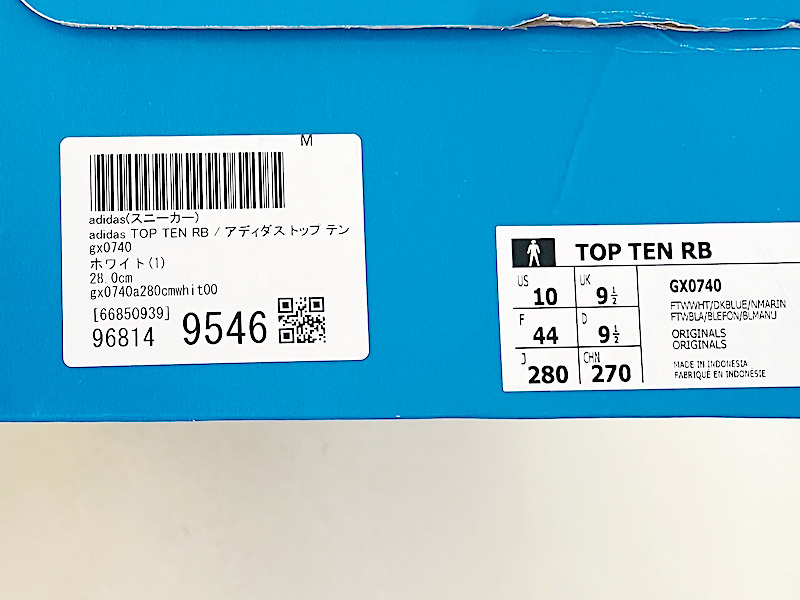 M
adidas(スニーカー)
adidas TOP TEN RB / アディダス トップ テン
gx0740
ホワイト(1)
28.0cm
gx0740a280cmwhit00
[66850939]
96814 9546
TOP TEN RB
US 10 UK 9 1/2
F 44 D 9 1/2
J 280 CHN 270
GX0740
FTWWHT/DKBLUE/NMARIN
FTWBLA/BLEFON/BLMANU
ORIGINALS
ORIGINALS
MADE IN INDONESIA
FABRIQUE EN INDONESIE